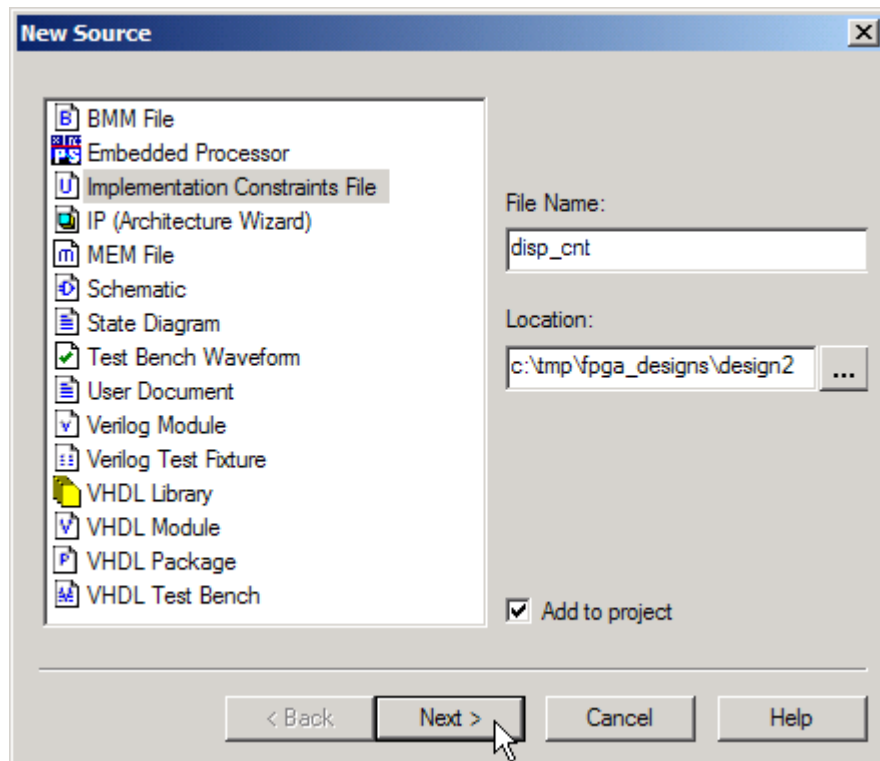 New Source
BMM File
Embedded Processor
Implementation Constraints File
IP (Architecture Wizard)
MEM File
Schematic
State Diagram
Test Bench Waveform
User Document
Verilog Module
Verilog Test Fixture
VHDL Library
VHDL Module
VHDL Package
VHDL Test Bench
File Name:
disp_cnt
Location:
c:\tmp\fpga_designs\design2
...
Add to project
< Back
Next >
Cancel
Help